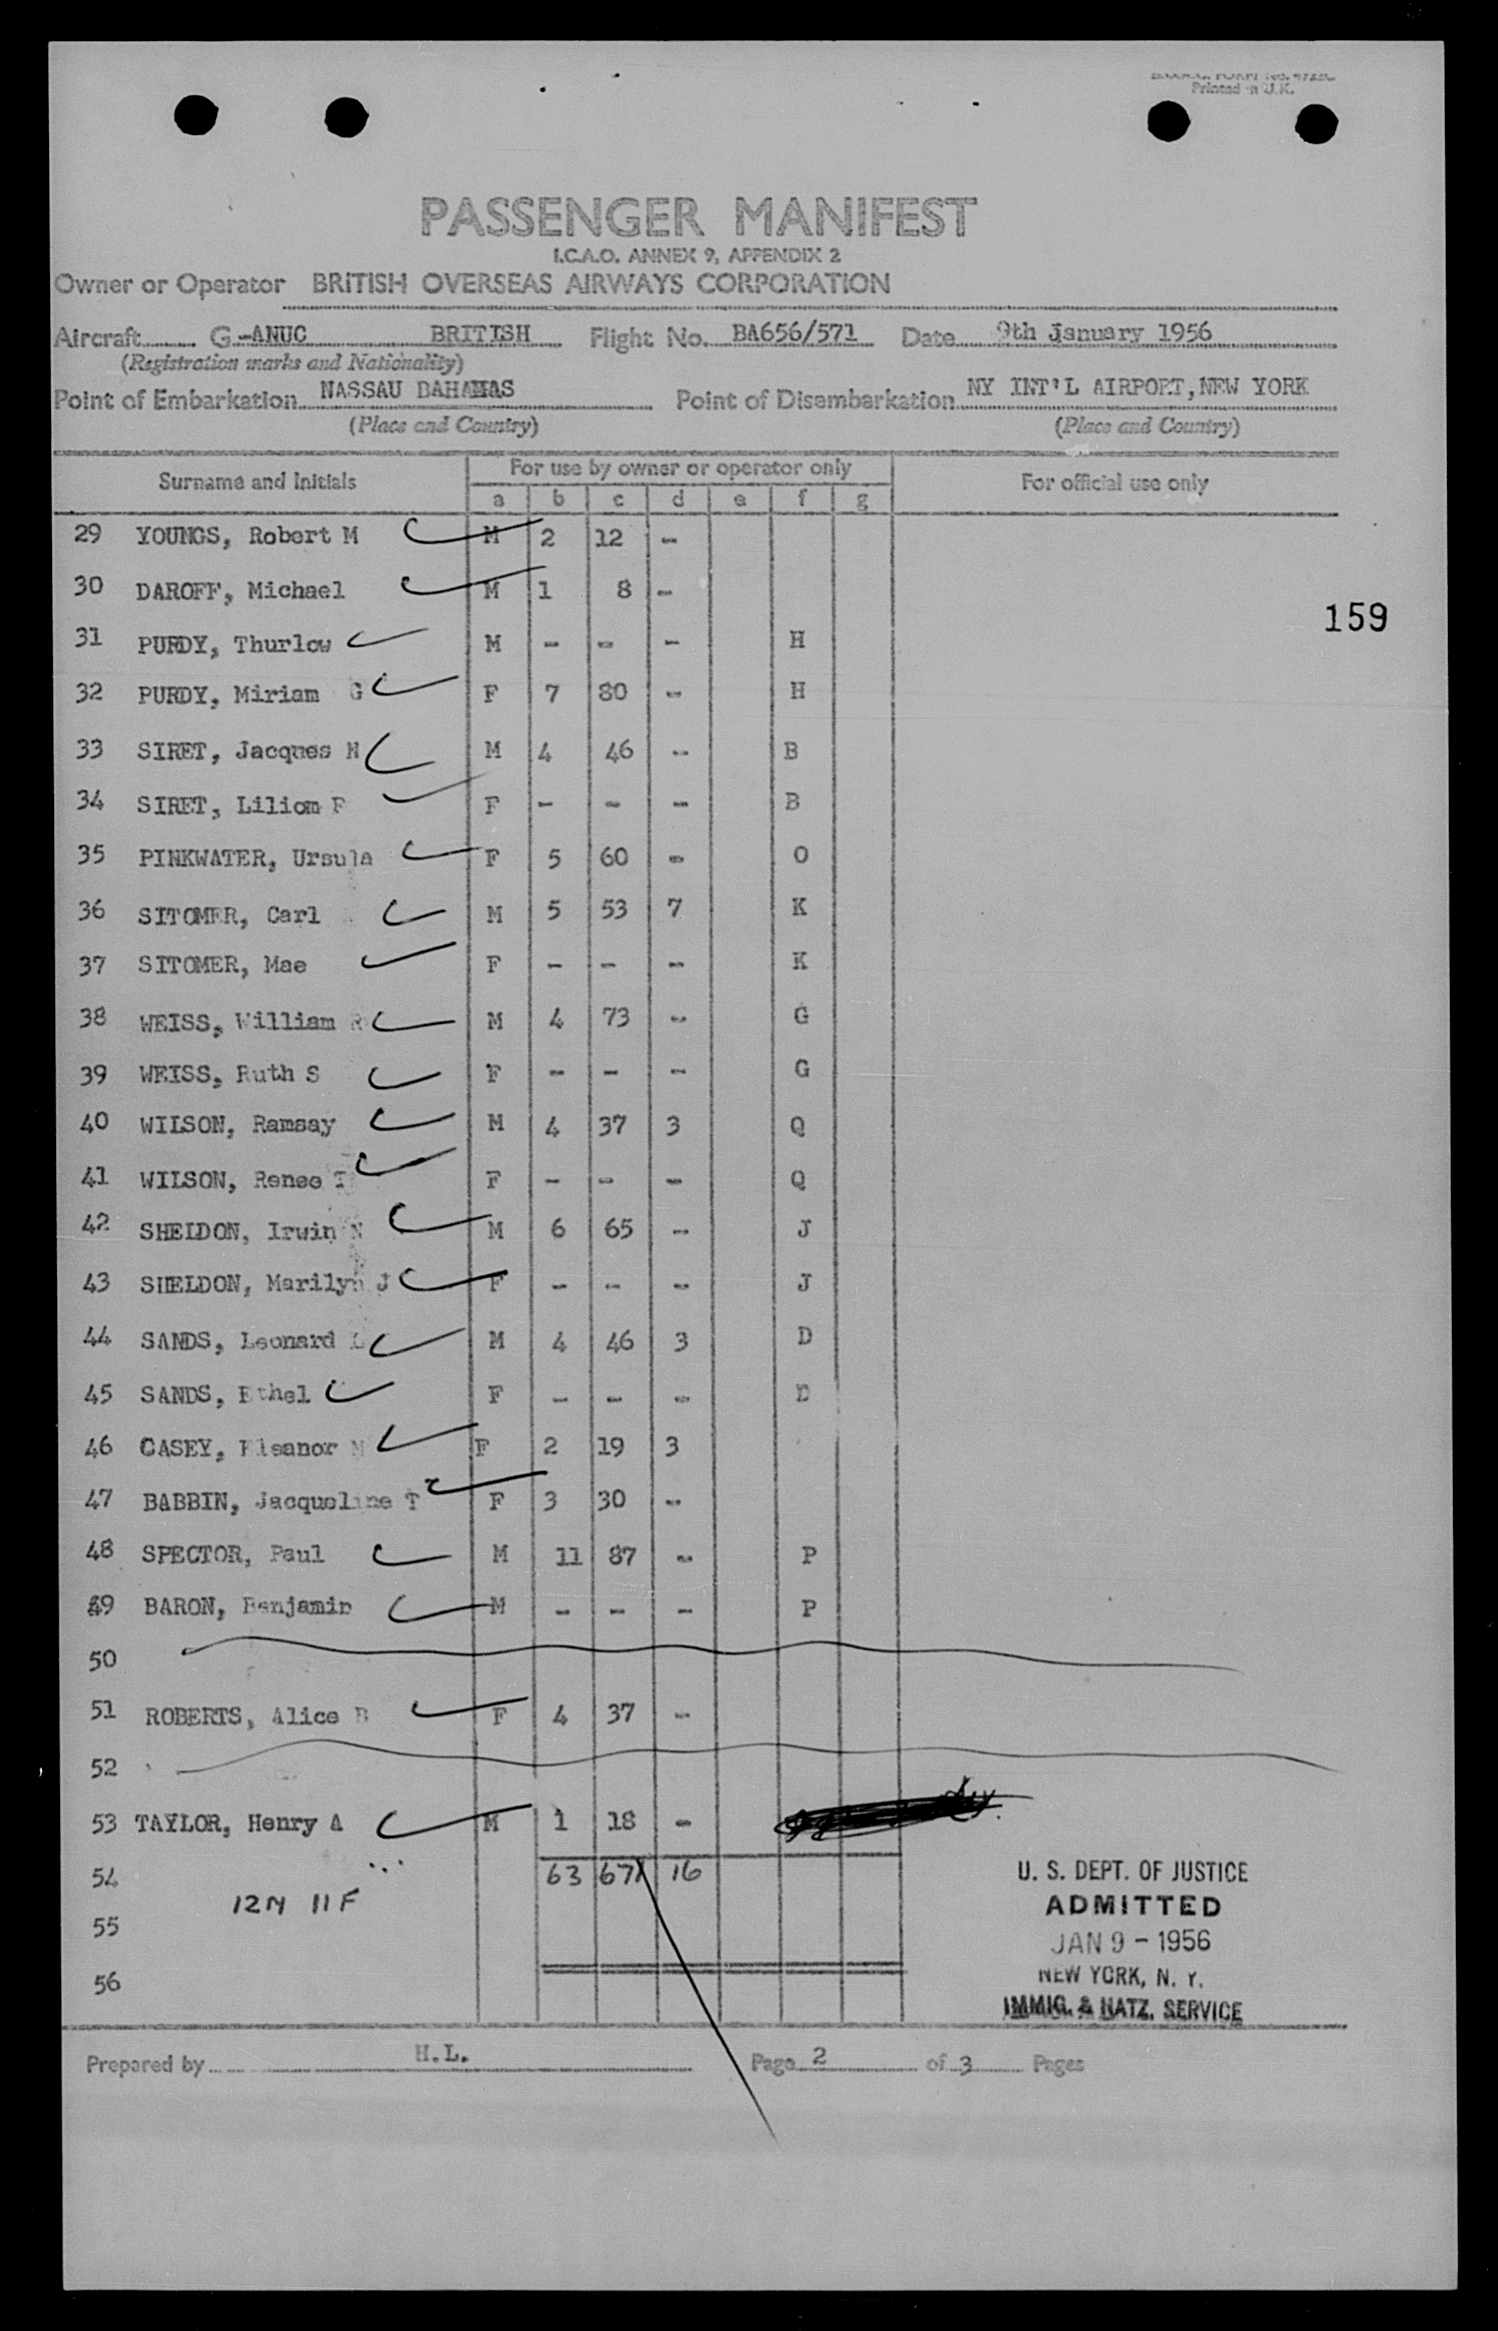 Printed in U.K.
PASSENGER MANIFEST
I.C.A.O. ANNEX 9, APPENDIX 2
Owner or Operator BRITISH OVERSEAS AIRWAYS CORPORATION
Aircraft G-ANUC BRITISH Flight No. BA656/571 Date 9th January 1956
(Registration marks and Nationality)
Point of Embarkation NASSAU BAHAMAS Point of Disembarkation NY INT'L AIRPORT, NEW YORK
(Place and Country) (Place and Country)
Surname and Initials For use by owner or operator only For official use only
a b c d e f g
29 YOUNGS, Robert M M 2 12 -
30 DAROFF, Michael M 1 8 -
159
31 PURDY, Thurlow M - - - H
32 PURDY, Miriam G F 7 80 - H
33 SIRET, Jacques M M 4 46 - B
34 SIRET, Liliom F F - - - B
35 PINKWATER, Ursula F 5 60 - O
36 SITOMER, Carl M 5 53 7 K
37 SITOMER, Mae F - - - K
38 WEISS, William R M 4 73 - G
39 WEISS, Ruth S F - - - G
40 WILSON, Ramsay M 4 37 3 Q
41 WILSON, Renee T F - - - Q
42 SHELDON, Irwin N M 6 65 - J
43 SHELDON, Marilyn J F - - - J
44 SANDS, Leonard L M 4 46 3 D
45 SANDS, Ethel F - - - D
46 CASEY, Eleanor M F 2 19 3
47 BABBIN, Jacqueline T F 3 30 -
48 SPECTOR, Paul M 11 87 - P
49 BARON, Benjamin M - - - P
50
51 ROBERTS, Alice B F 4 37 -
52
53 TAYLOR, Henry A M 1 18 -
54 63 671 16
12M 11F
55
56
U. S. DEPT. OF JUSTICE
ADMITTED
JAN 9 - 1956
NEW YORK, N. Y.
IMMIG. & NATZ. SERVICE
Prepared by H.L. Page 2 of 3 Pages